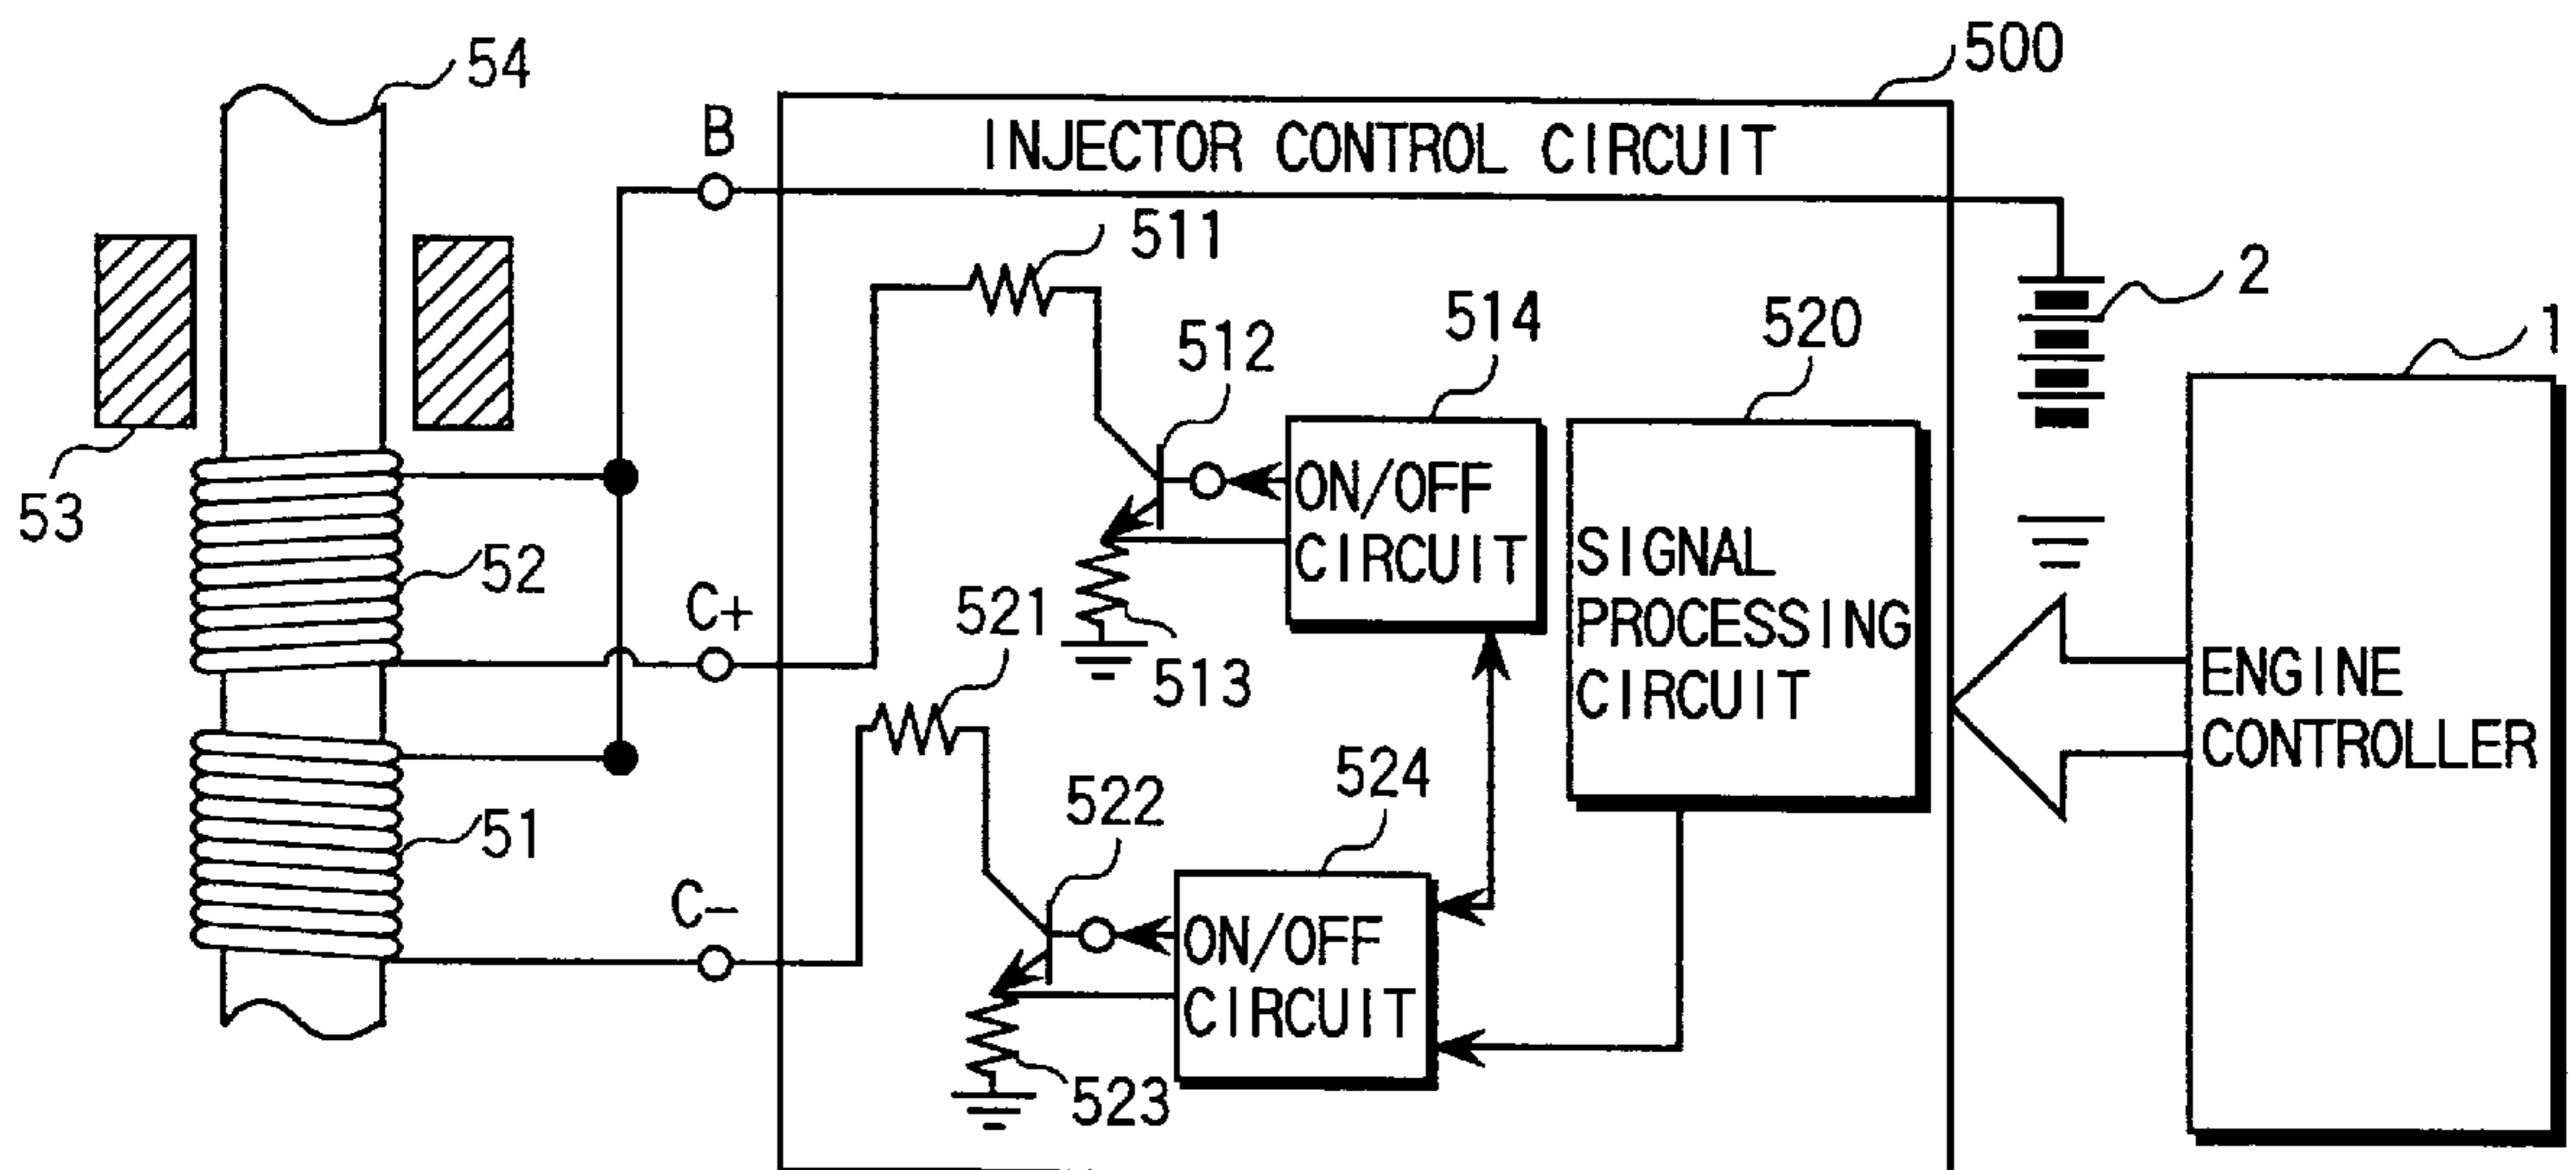 54
500
B
INJECTOR CONTROL CIRCUIT
511
2
514
520
1
512
53
ON/OFF
CIRCUIT
SIGNAL
PROCESSING
CIRCUIT
52
C+
521
513
ENGINE
CONTROLLER
524
522
51
C-
ON/OFF
CIRCUIT
523